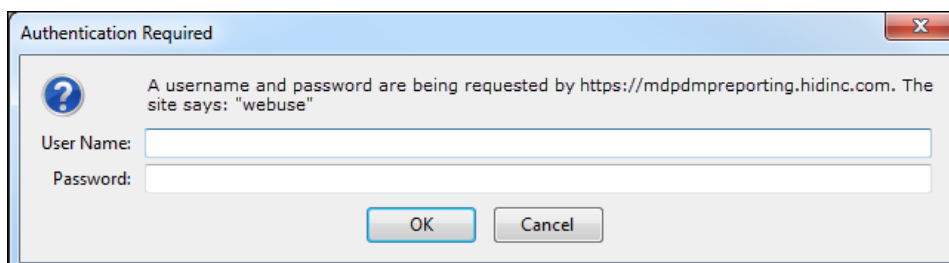 Authentication Required
A username and password are being requested by https://mdpdmpreporting.hidinc.com. The
site says: "webuse"
User Name:
Password:
OK Cancel